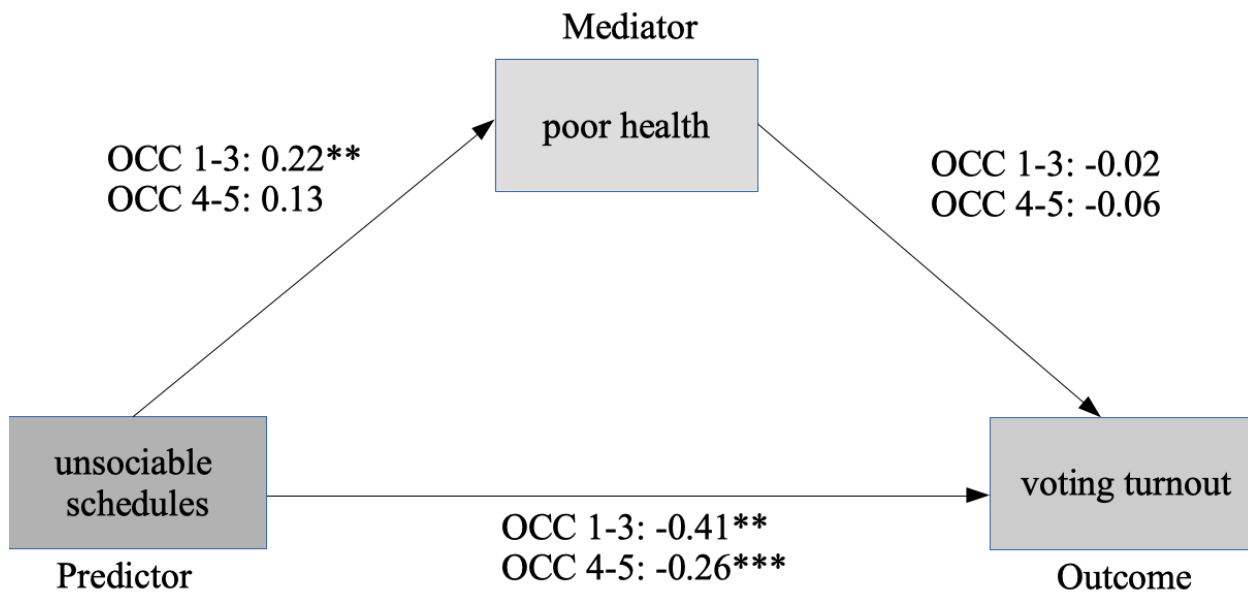 Mediator
poor health
OCC 1-3: 0.22**
OCC 4-5: 0.13
OCC 1-3: -0.02
OCC 4-5: -0.06
unsociable
schedules
voting turnout
OCC 1-3: -0.41**
OCC 4-5: -0.26***
Predictor
Outcome